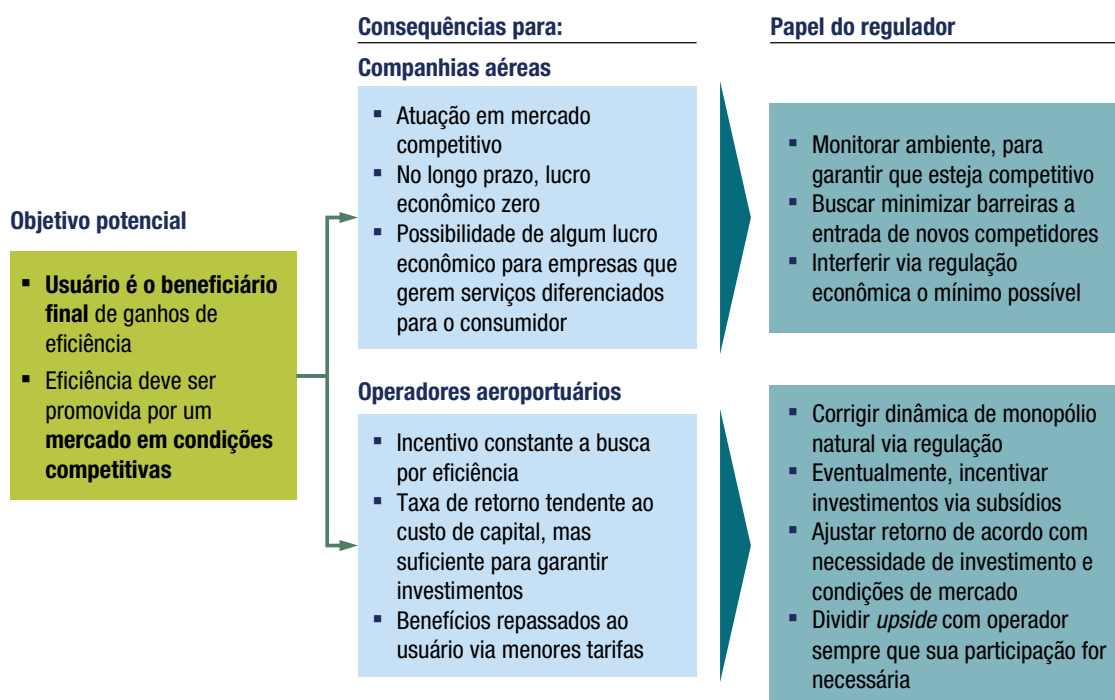 Objetivo potencial
▪ Usuário é o beneficiário
final de ganhos de
eficiência
▪ Eficiência deve ser
promovida por um
mercado em condições
competitivas
Consequências para:
Companhias aéreas
▪ Atuação em mercado
competitivo
▪ No longo prazo, lucro
econômico zero
▪ Possibilidade de algum lucro
econômico para empresas que
gerem serviços diferenciados
para o consumidor
Operadores aeroportuários
▪ Incentivo constante a busca
por eficiência
▪ Taxa de retorno tendente ao
custo de capital, mas
suficiente para garantir
investimentos
▪ Benefícios repassados ao
usuário via menores tarifas
Papel do regulador
▪ Monitorar ambiente, para
garantir que esteja competitivo
▪ Buscar minimizar barreiras a
entrada de novos competidores
▪ Interferir via regulação
econômica o mínimo possível
▪ Corrigir dinâmica de monopólio
natural via regulação
▪ Eventualmente, incentivar
investimentos via subsídios
▪ Ajustar retorno de acordo com
necessidade de investimento e
condições de mercado
▪ Dividir upside com operador
sempre que sua participação for
necessária